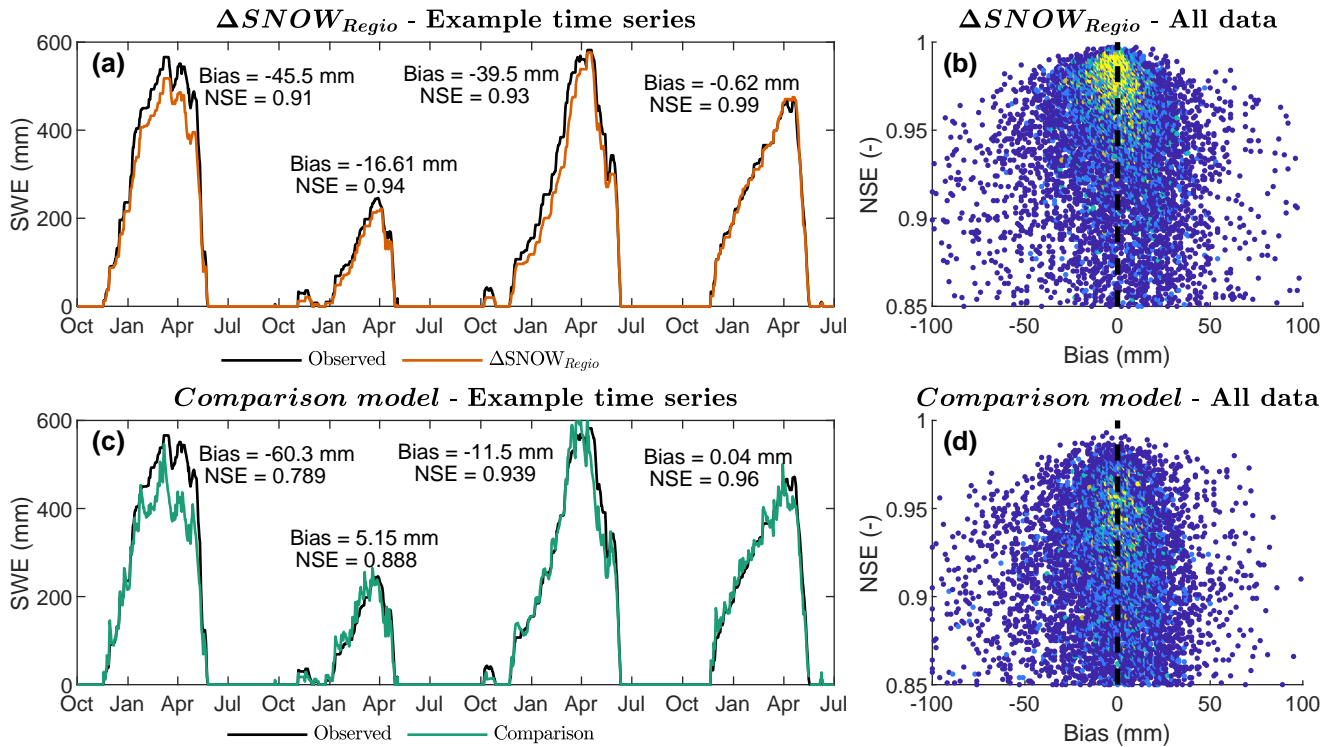 ΔSNOW_Regio - Example time series
(a)
600
400
200
0
SWE (mm)
Bias = -45.5 mm
NSE = 0.91
Bias = -16.61 mm
NSE = 0.94
Bias = -39.5 mm
NSE = 0.93
Bias = -0.62 mm
NSE = 0.99
Oct Jan Apr Jul Oct Jan Apr Jul Oct Jan Apr Jul Oct Jan Apr Jul
Observed ΔSNOW_Regio
ΔSNOW_Regio - All data
(b)
1
0.95
0.9
0.85
NSE (-)
-100 -50 0 50 100
Bias (mm)
Comparison model - Example time series
(c)
600
400
200
0
SWE (mm)
Bias = -60.3 mm
NSE = 0.789
Bias = 5.15 mm
NSE = 0.888
Bias = -11.5 mm
NSE = 0.939
Bias = 0.04 mm
NSE = 0.96
Oct Jan Apr Jul Oct Jan Apr Jul Oct Jan Apr Jul Oct Jan Apr Jul
Observed Comparison
Comparison model - All data
(d)
1
0.95
0.9
0.85
NSE (-)
-100 -50 0 50 100
Bias (mm)